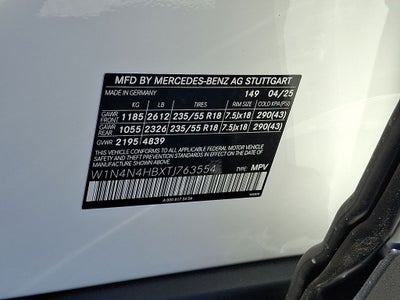 MFD BY MERCEDES-BENZ AG STUTTGART
MADE IN GERMANY 149 04/25
KG LB TIRES RIM SIZE COLD KPA(PSI)
GAWR FRONT 1185 2612 235/55 R18 7.5Jx18 290(43)
GAWR REAR 1055 2326 235/55 R18 7.5Jx18 290(43)
GVWR 2195 4839
THIS VEHICLE CONFORMS TO ALL APPLICABLE FEDERAL MOTOR VEHICLE
SAFETY STANDARDS IN EFFECT ON THE
DATE OF MANUFACTURE SHOWN ABOVE.
W1N4N4HBXTJ763554 TYPE: MPV